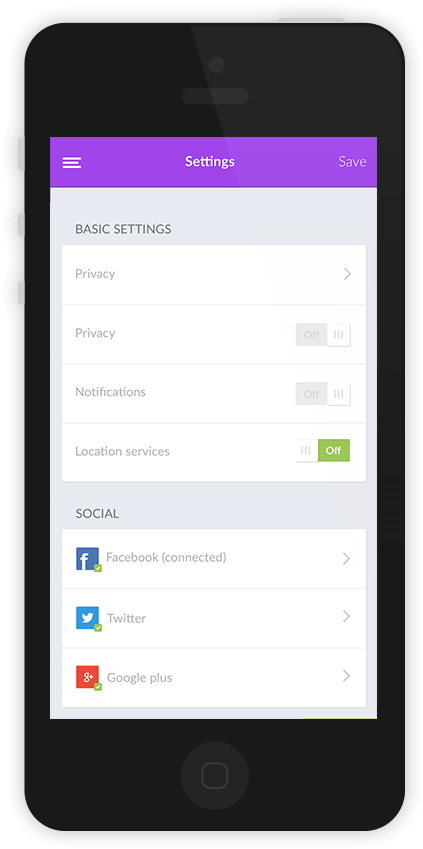 Settings
Save
BASIC SETTINGS
Privacy
Privacy
Off
Notifications
Off
Location services
Off
SOCIAL
f
Facebook (connected)
Twitter
g+
Google plus